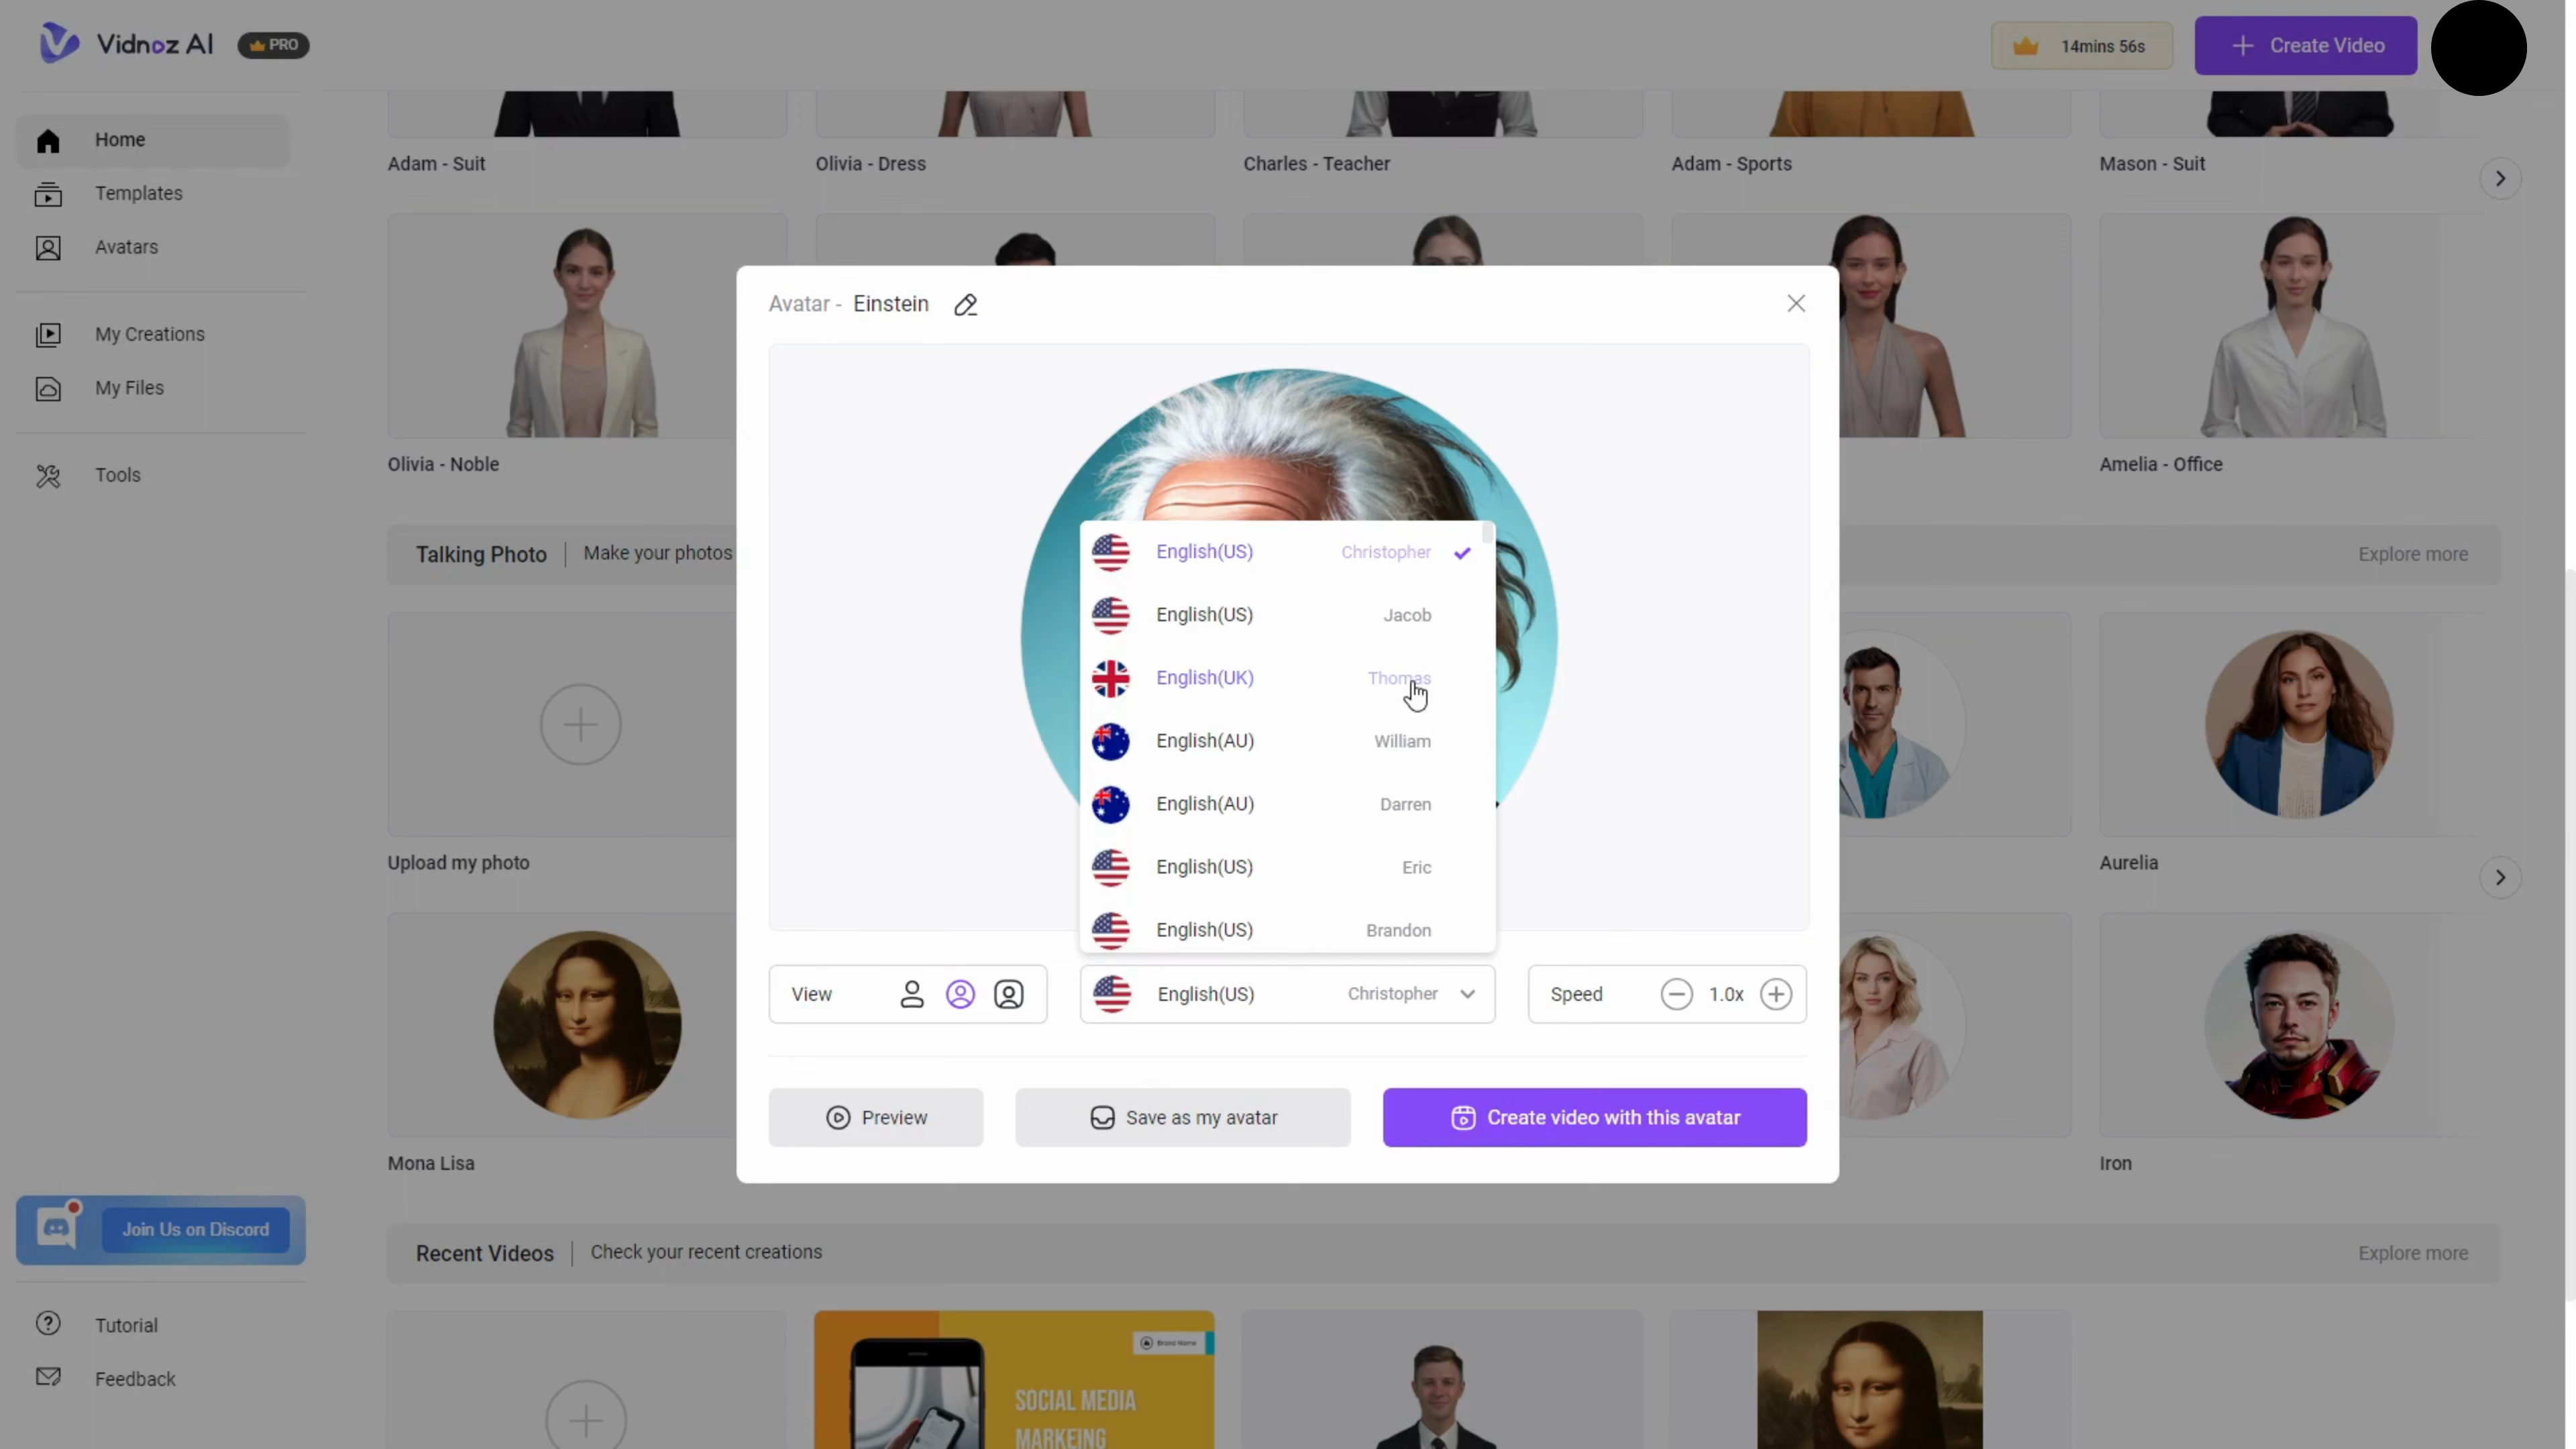 Vidnoz AI
PRO
14mins 56s
Create Video
Home
Templates
Avatars
My Creations
My Files
Tools
Join Us on Discord
Tutorial
Feedback
Adam - Suit
Olivia - Dress
Charles - Teacher
Adam - Sports
Mason - Suit
Olivia - Noble
Amelia - Office
Talking Photo
Make your photos
Explore more
Upload my photo
Aurelia
Mona Lisa
Iron
Avatar - Einstein
English(US) Christopher
English(US) Jacob
English(UK) Thomas
English(AU) William
English(AU) Darren
English(US) Eric
English(US) Brandon
View
English(US) Christopher
Speed 1.0x
Preview
Save as my avatar
Create video with this avatar
Recent Videos
Check your recent creations
Explore more
Brand Name
SOCIAL MEDIA
MARKEING